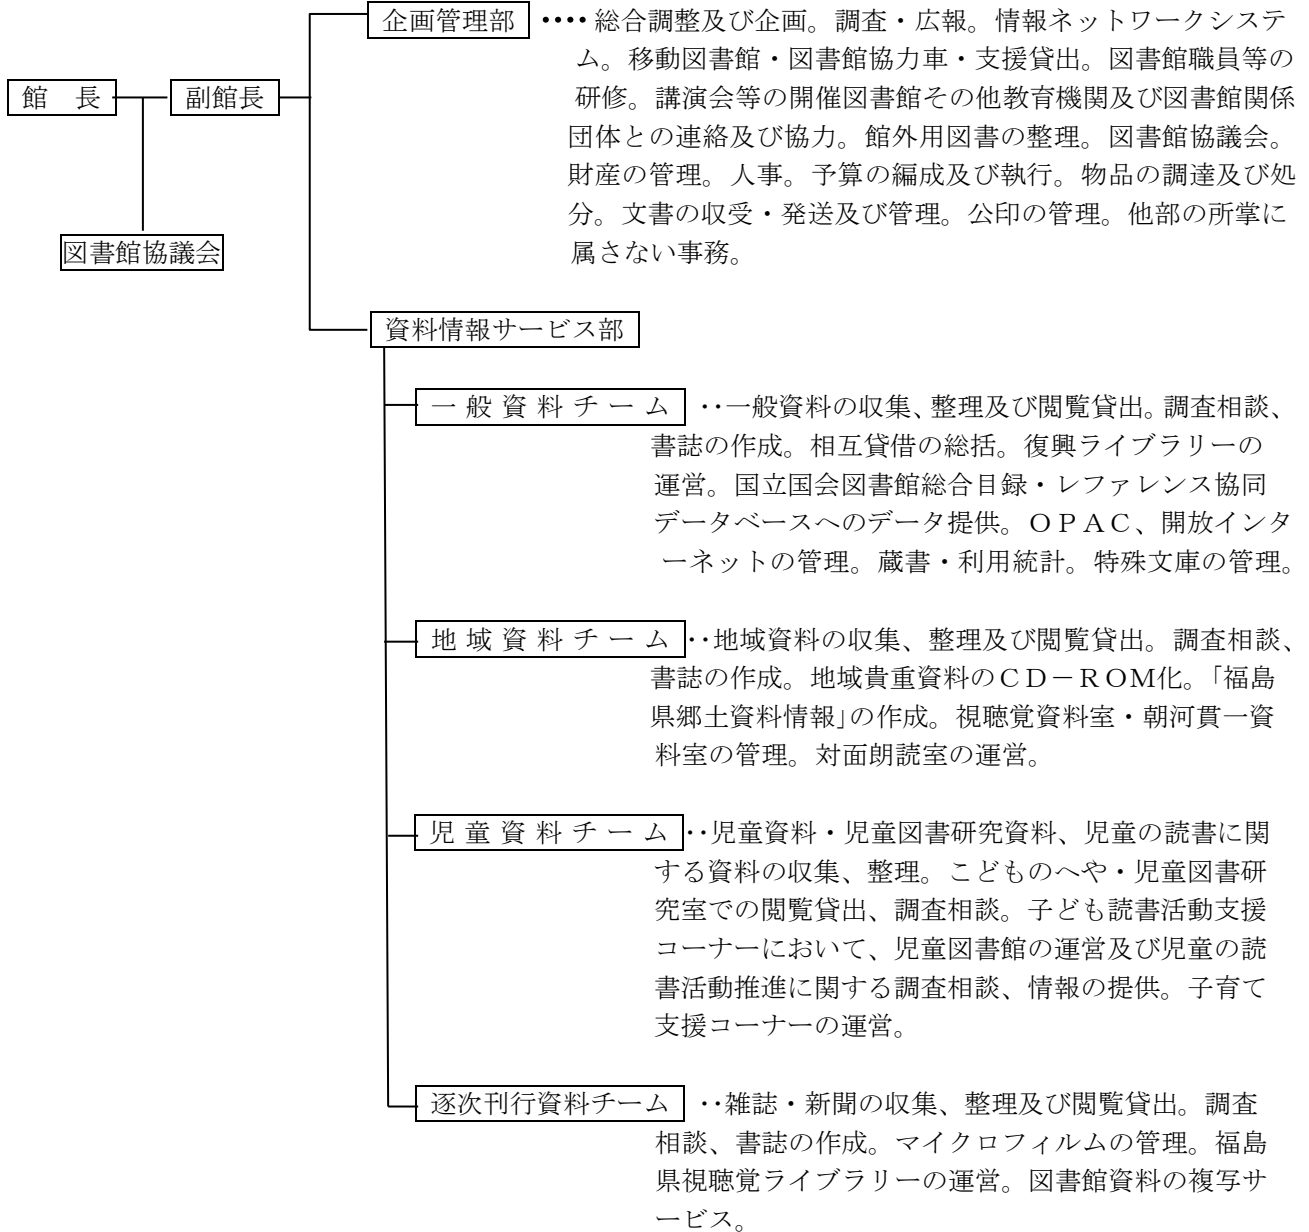 企画管理部 ････ 総合調整及び企画。調査・広報。情報ネットワークシステ
ム。移動図書館・図書館協力車・支援貸出。図書館職員等の
館　長 副館長 研修。講演会等の開催図書館その他教育機関及び図書館関係
団体との連絡及び協力。館外用図書の整理。図書館協議会。
財産の管理。人事。予算の編成及び執行。物品の調達及び処
分。文書の収受・発送及び管理。公印の管理。他部の所掌に
図書館協議会 属さない事務。
資料情報サービス部
一般資料チーム ‥一般資料の収集、整理及び閲覧貸出。調査相談、
書誌の作成。相互貸借の総括。復興ライブラリーの
運営。国立国会図書館総合目録・レファレンス協同
データベースへのデータ提供。ＯＰＡＣ、開放インタ
ーネットの管理。蔵書・利用統計。特殊文庫の管理。
地域資料チーム ‥地域資料の収集、整理及び閲覧貸出。調査相談、
書誌の作成。地域貴重資料のＣＤ－ＲＯＭ化。「福島
県郷土資料情報」の作成。視聴覚資料室・朝河貫一資
料室の管理。対面朗読室の運営。
児童資料チーム ‥児童資料・児童図書研究資料、児童の読書に関
する資料の収集、整理。こどものへや・児童図書研
究室での閲覧貸出、調査相談。子ども読書活動支援
コーナーにおいて、児童図書館の運営及び児童の読
書活動推進に関する調査相談、情報の提供。子育て
支援コーナーの運営。
逐次刊行資料チーム ‥雑誌・新聞の収集、整理及び閲覧貸出。調査
相談、書誌の作成。マイクロフィルムの管理。福島
県視聴覚ライブラリーの運営。図書館資料の複写サ
ービス。